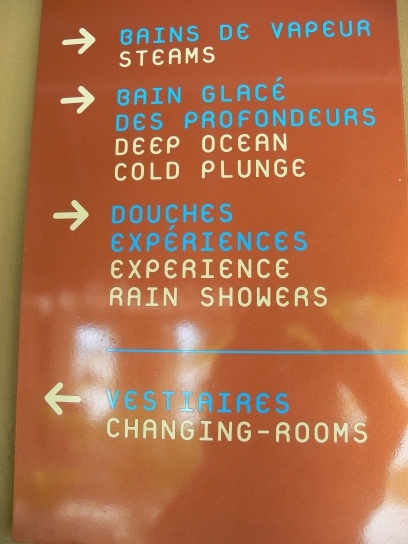 BAINS DE VAPEUR
STEAMS
BAIN GLACÉ
DES PROFONDEURS
DEEP OCEAN
COLD PLUNGE
DOUCHES
EXPÉRIENCES
EXPERIENCE
RAIN SHOWERS
VESTIAIRES
CHANGING-ROOMS